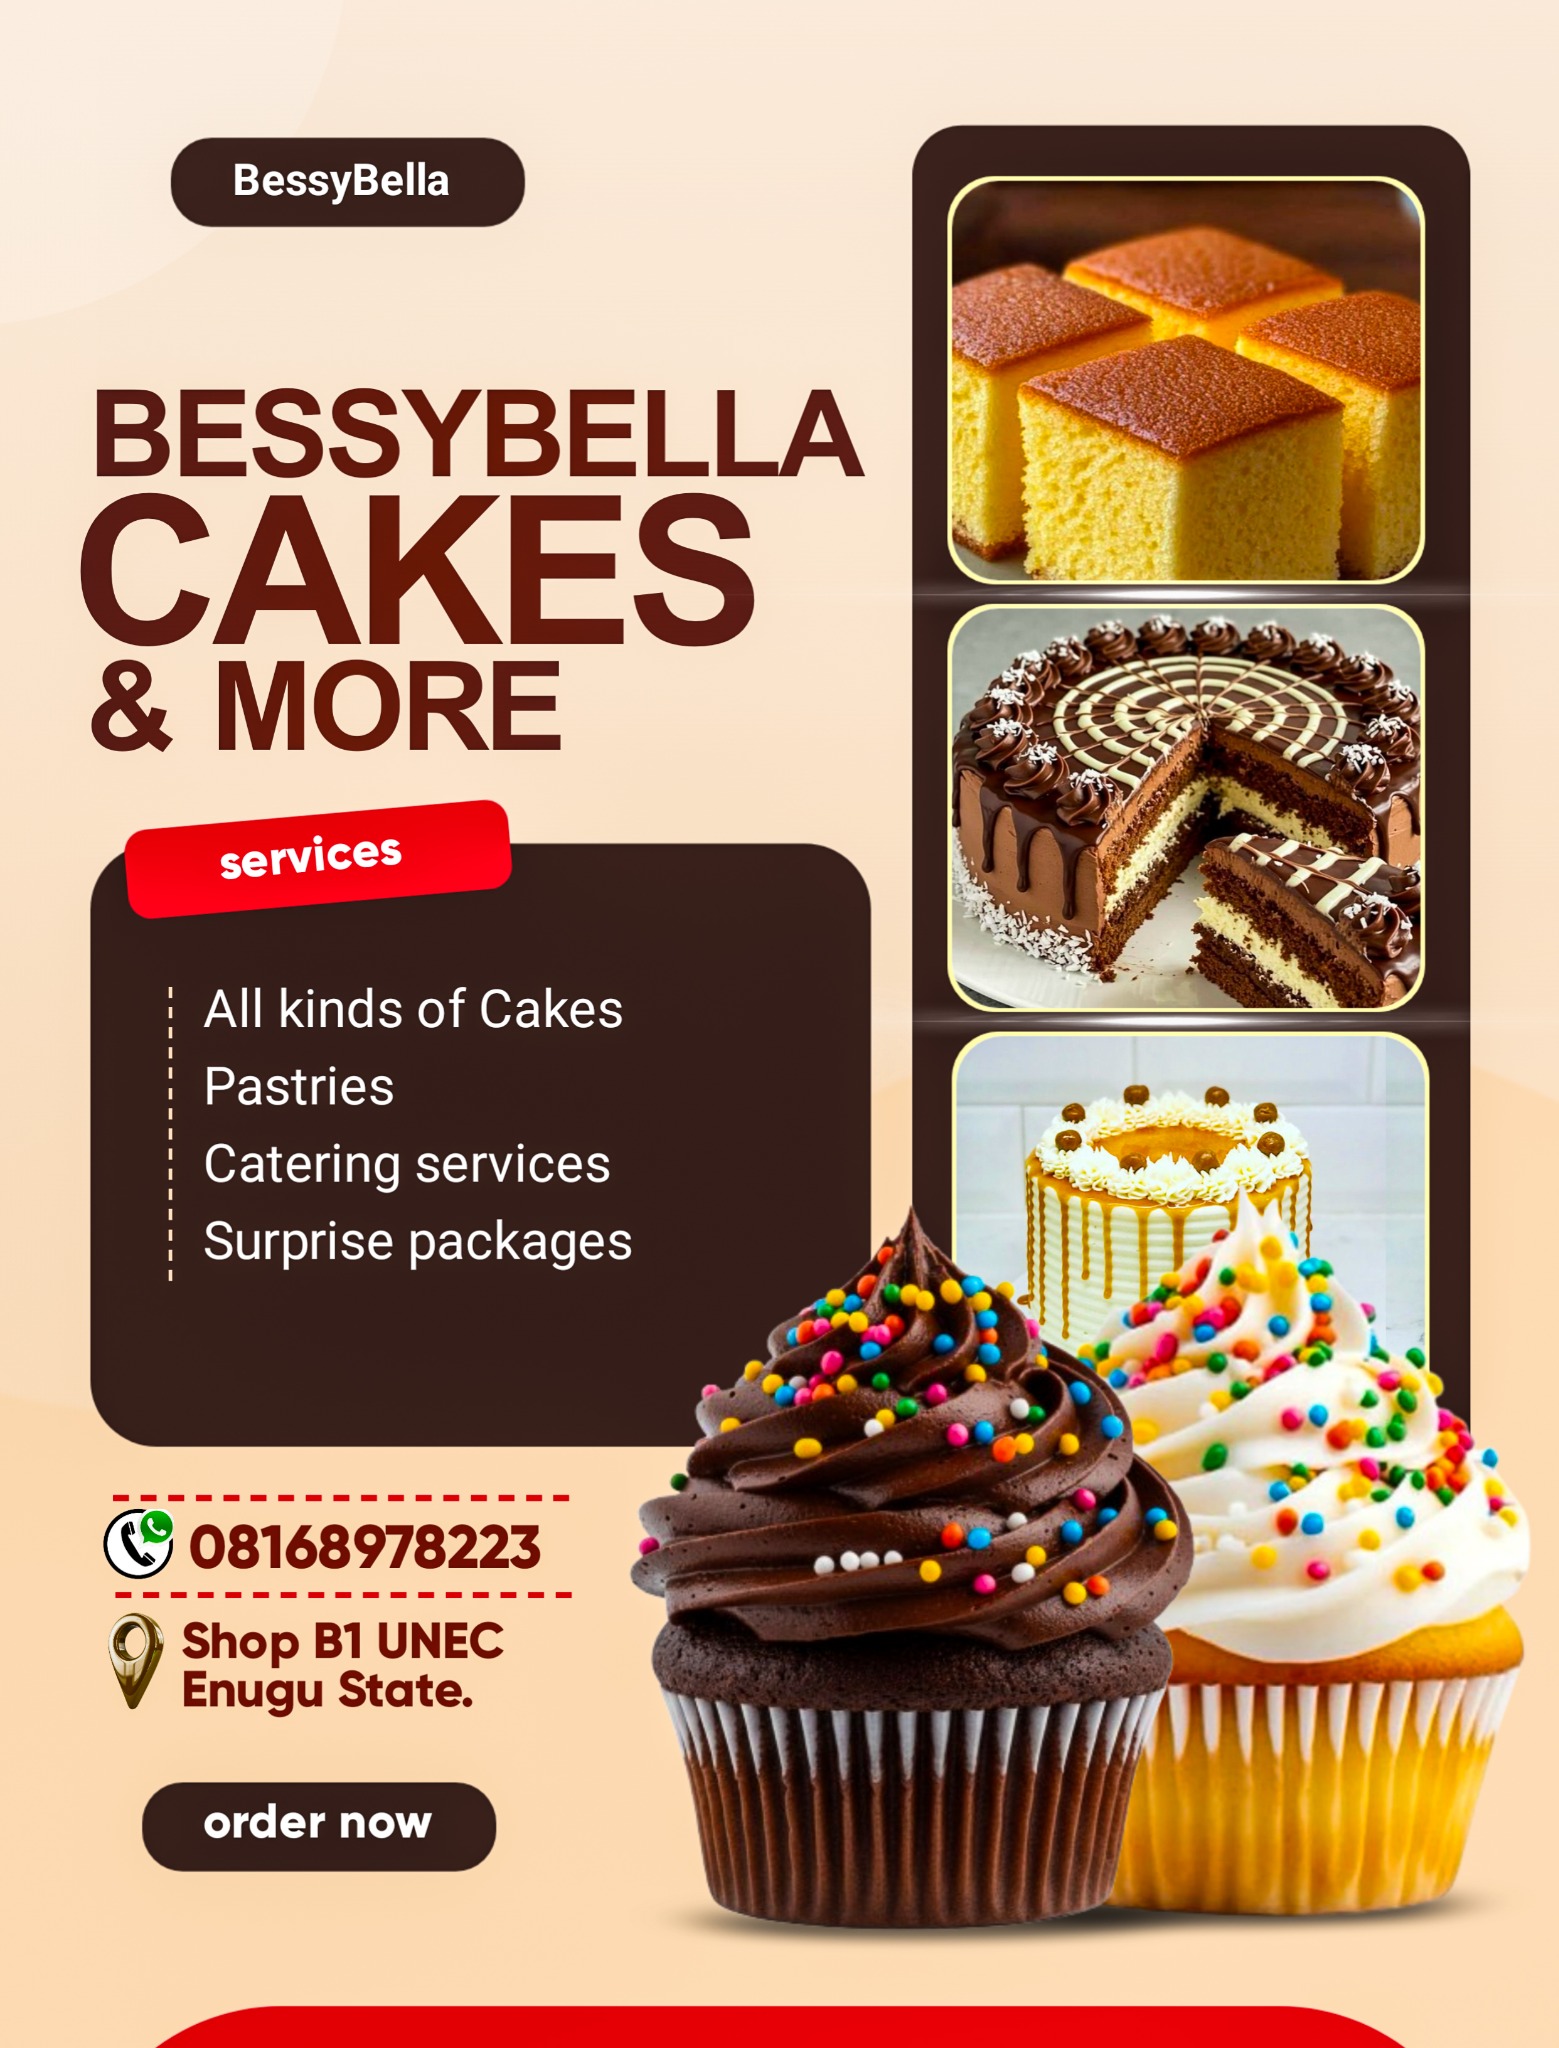 BessyBella
BESSYBELLA
CAKES
& MORE
services
All kinds of Cakes
Pastries
Catering services
Surprise packages
08168978223
Shop B1 UNEC
Enugu State.
order now